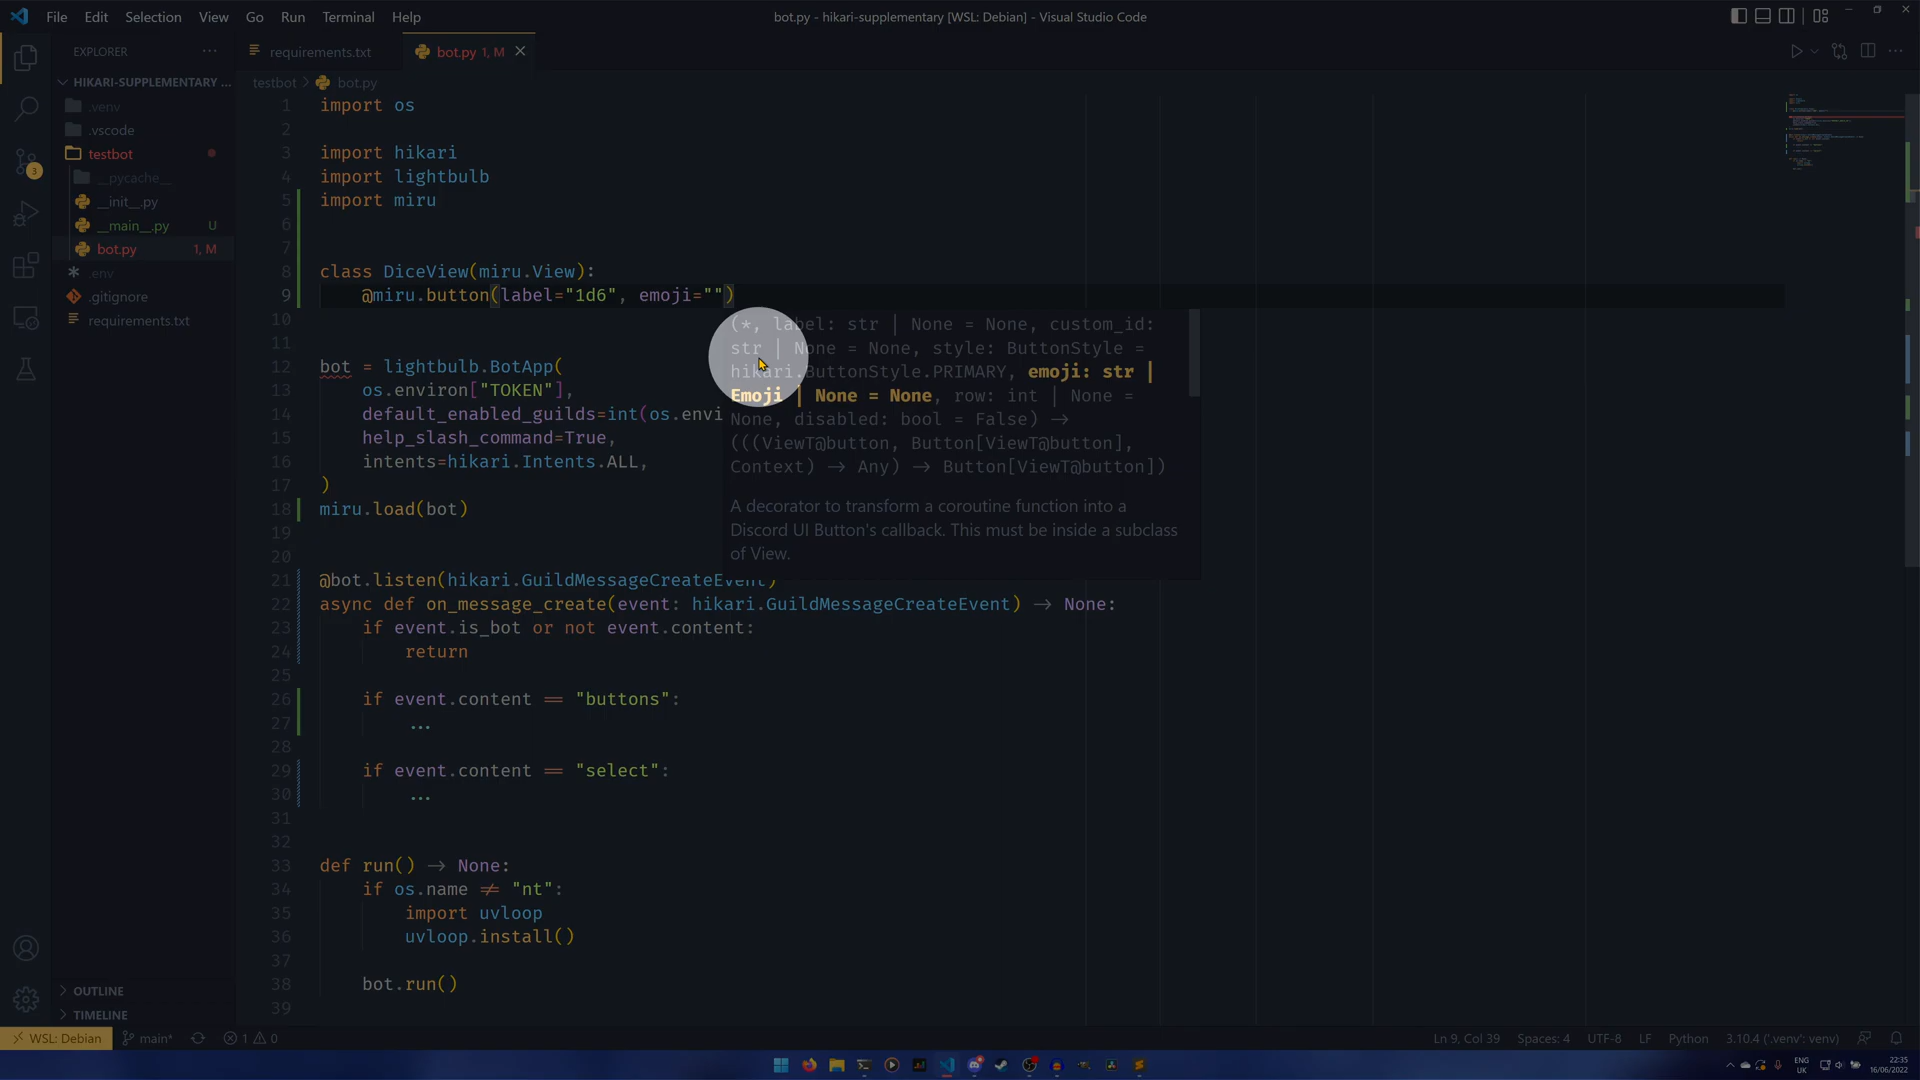 File Edit Selection View Go Run Terminal Help
bot.py - hikari-supplementary [WSL: Debian] - Visual Studio Code
EXPLORER
requirements.txt
bot.py 1, M
HIKARI-SUPPLEMENTARY ...
testbot > bot.py
.venv
.vscode
testbot
__pycache__
__init__.py
__main__.py U
bot.py 1, M
.env
.gitignore
requirements.txt
3
1 import os
2
3 import hikari
4 import lightbulb
5 import miru
6
7
8 class DiceView(miru.View):
9 @miru.button(label="1d6", emoji="")
10
11
12 bot = lightbulb.BotApp(
13 os.environ["TOKEN"],
14 default_enabled_guilds=int(os.envi
15 help_slash_command=True,
16 intents=hikari.Intents.ALL,
17 )
18 miru.load(bot)
19
20
21 @bot.listen(hikari.GuildMessageCreateEvent)
22 async def on_message_create(event: hikari.GuildMessageCreateEvent) -> None:
23 if event.is_bot or not event.content:
24 return
25
26 if event.content == "buttons":
27 ...
28
29 if event.content == "select":
30 ...
31
32
33 def run() -> None:
34 if os.name != "nt":
35 import uvloop
36 uvloop.install()
37
38 bot.run()
39
(*, label: str | None = None, custom_id:
str | None = None, style: ButtonStyle =
hikari.ButtonStyle.PRIMARY, emoji: str |
Emoji | None = None, row: int | None =
None, disabled: bool = False) ->
(((ViewT@button, Button[ViewT@button],
Context) -> Any) -> Button[ViewT@button])
A decorator to transform a coroutine function into a
Discord UI Button's callback. This must be inside a subclass
of View.
OUTLINE
TIMELINE
WSL: Debian main* 1 0
Ln 9, Col 39 Spaces: 4 UTF-8 LF Python 3.10.4 ('.venv': venv)
ENG
UK
22:35
16/06/2022